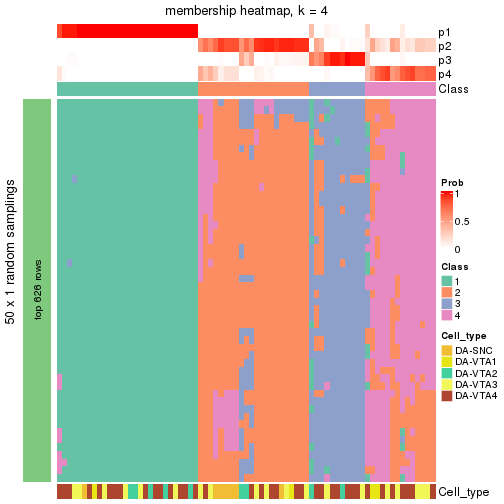 membership heatmap, k = 4
p1
p2
p3
p4
Class
50 x 1 random samplings
top 626 rows
Prob
1
0.5
0
Class
1
2
3
4
Cell_type
DA-SNC
DA-VTA1
DA-VTA2
DA-VTA3
DA-VTA4
Cell_type